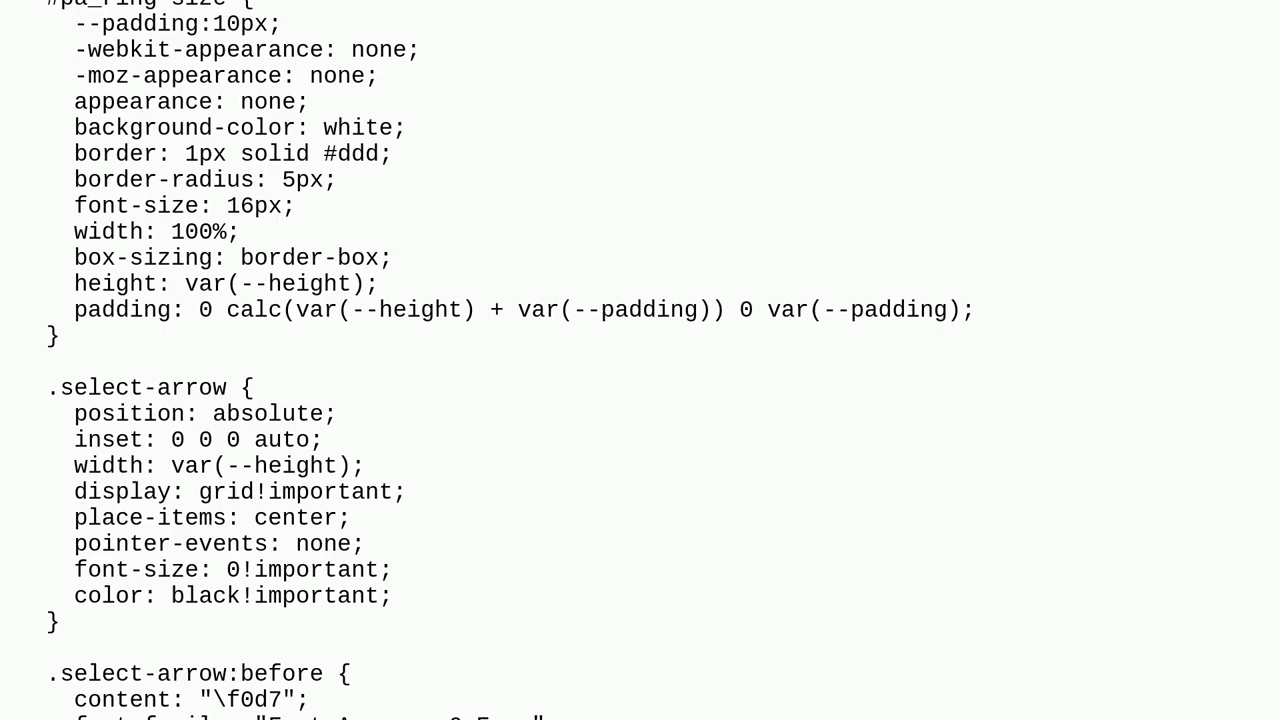 --padding:10px;
-webkit-appearance: none;
-moz-appearance: none;
appearance: none;
background-color: white;
border: 1px solid #ddd;
border-radius: 5px;
font-size: 16px;
width: 100%;
box-sizing: border-box;
height: var(--height);
padding: 0 calc(var(--height) + var(--padding)) 0 var(--padding);
}
.select-arrow {
position: absolute;
inset: 0 0 0 auto;
width: var(--height);
display: grid!important;
place-items: center;
pointer-events: none;
font-size: 0!important;
color: black!important;
}
.select-arrow:before {
content: "\f0d7";